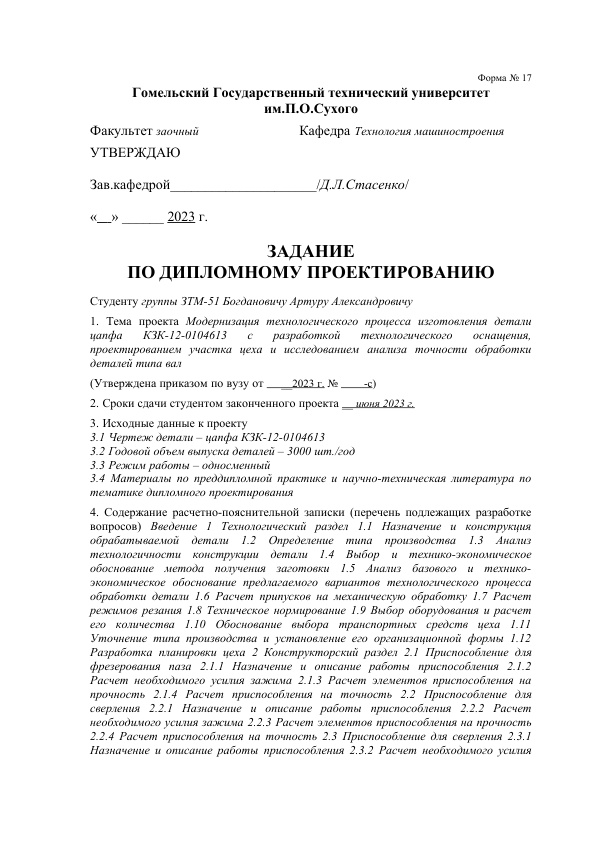 Форма № 17
Гомельский Государственный технический университет
им.П.О.Сухого
Факультет заочный Кафедра Технология машиностроения
УТВЕРЖДАЮ
Зав.кафедрой_____________________/Д.Л.Стасенко/
«__» ______ 2023 г.
ЗАДАНИЕ
ПО ДИПЛОМНОМУ ПРОЕКТИРОВАНИЮ
Студенту группы ЗТМ-51 Богдановичу Артуру Александровичу
1. Тема проекта Модернизация технологического процесса изготовления детали
цапфа КЗК-12-0104613 с разработкой технологического оснащения,
проектированием участка цеха и исследованием анализа точности обработки
деталей типа вал
(Утверждена приказом по вузу от ____2023 г. № ____-с)
2. Сроки сдачи студентом законченного проекта __ июня 2023 г.
3. Исходные данные к проекту
3.1 Чертеж детали – цапфа КЗК-12-0104613
3.2 Годовой объем выпуска деталей – 3000 шт./год
3.3 Режим работы – односменный
3.4 Материалы по преддипломной практике и научно-техническая литература по
тематике дипломного проектирования
4. Содержание расчетно-пояснительной записки (перечень подлежащих разработке
вопросов) Введение 1 Технологический раздел 1.1 Назначение и конструкция
обрабатываемой детали 1.2 Определение типа производства 1.3 Анализ
технологичности конструкции детали 1.4 Выбор и технико-экономическое
обоснование метода получения заготовки 1.5 Анализ базового и технико-
экономическое обоснование предлагаемого вариантов технологического процесса
обработки детали 1.6 Расчет припусков на механическую обработку 1.7 Расчет
режимов резания 1.8 Техническое нормирование 1.9 Выбор оборудования и расчет
его количества 1.10 Обоснование выбора транспортных средств цеха 1.11
Уточнение типа производства и установление его организационной формы 1.12
Разработка планировки цеха 2 Конструкторский раздел 2.1 Приспособление для
фрезерования паза 2.1.1 Назначение и описание работы приспособления 2.1.2
Расчет необходимого усилия зажима 2.1.3 Расчет элементов приспособления на
прочность 2.1.4 Расчет приспособления на точность 2.2 Приспособление для
сверления 2.2.1 Назначение и описание работы приспособления 2.2.2 Расчет
необходимого усилия зажима 2.2.3 Расчет элементов приспособления на прочность
2.2.4 Расчет приспособления на точность 2.3 Приспособление для сверления 2.3.1
Назначение и описание работы приспособления 2.3.2 Расчет необходимого усилия